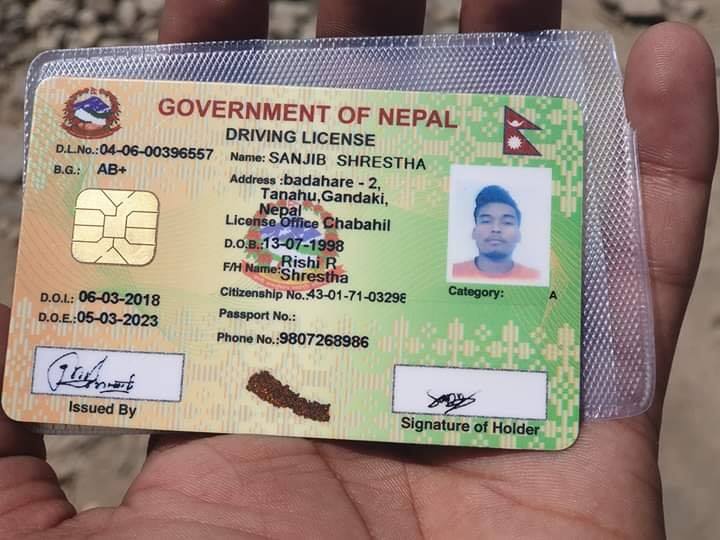 GOVERNMENT OF NEPAL
DRIVING LICENSE
D.L.No.:04-06-00396557
Name: SANJIB SHRESTHA
B.G.: AB+
Address :badahare - 2,
Tanahu,Gandaki,
Nepal
License Office Chabahil
D.O.B.:13-07-1998
F/H Name: Rishi R
Shrestha
D.O.I.: 06-03-2018
Citizenship No.:43-01-71-03298
Category: A
D.O.E.:05-03-2023
Passport No.:
Phone No.:9807268986
Issued By
Signature of Holder